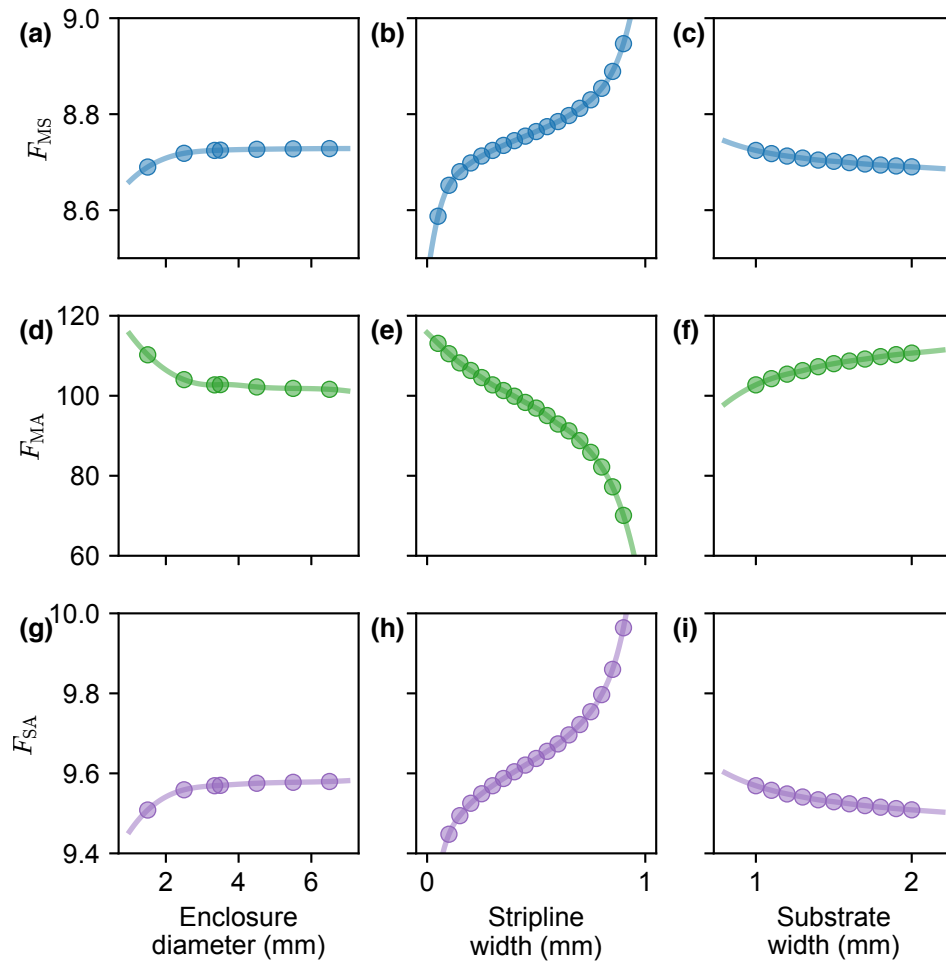 (a)
(b)
(c)
9.0
8.8
8.6
F_MS
(d)
(e)
(f)
120
100
80
60
F_MA
(g)
(h)
(i)
10.0
9.8
9.6
9.4
F_SA
2
4
6
0
1
1
2
Enclosure
diameter (mm)
Stripline
width (mm)
Substrate
width (mm)